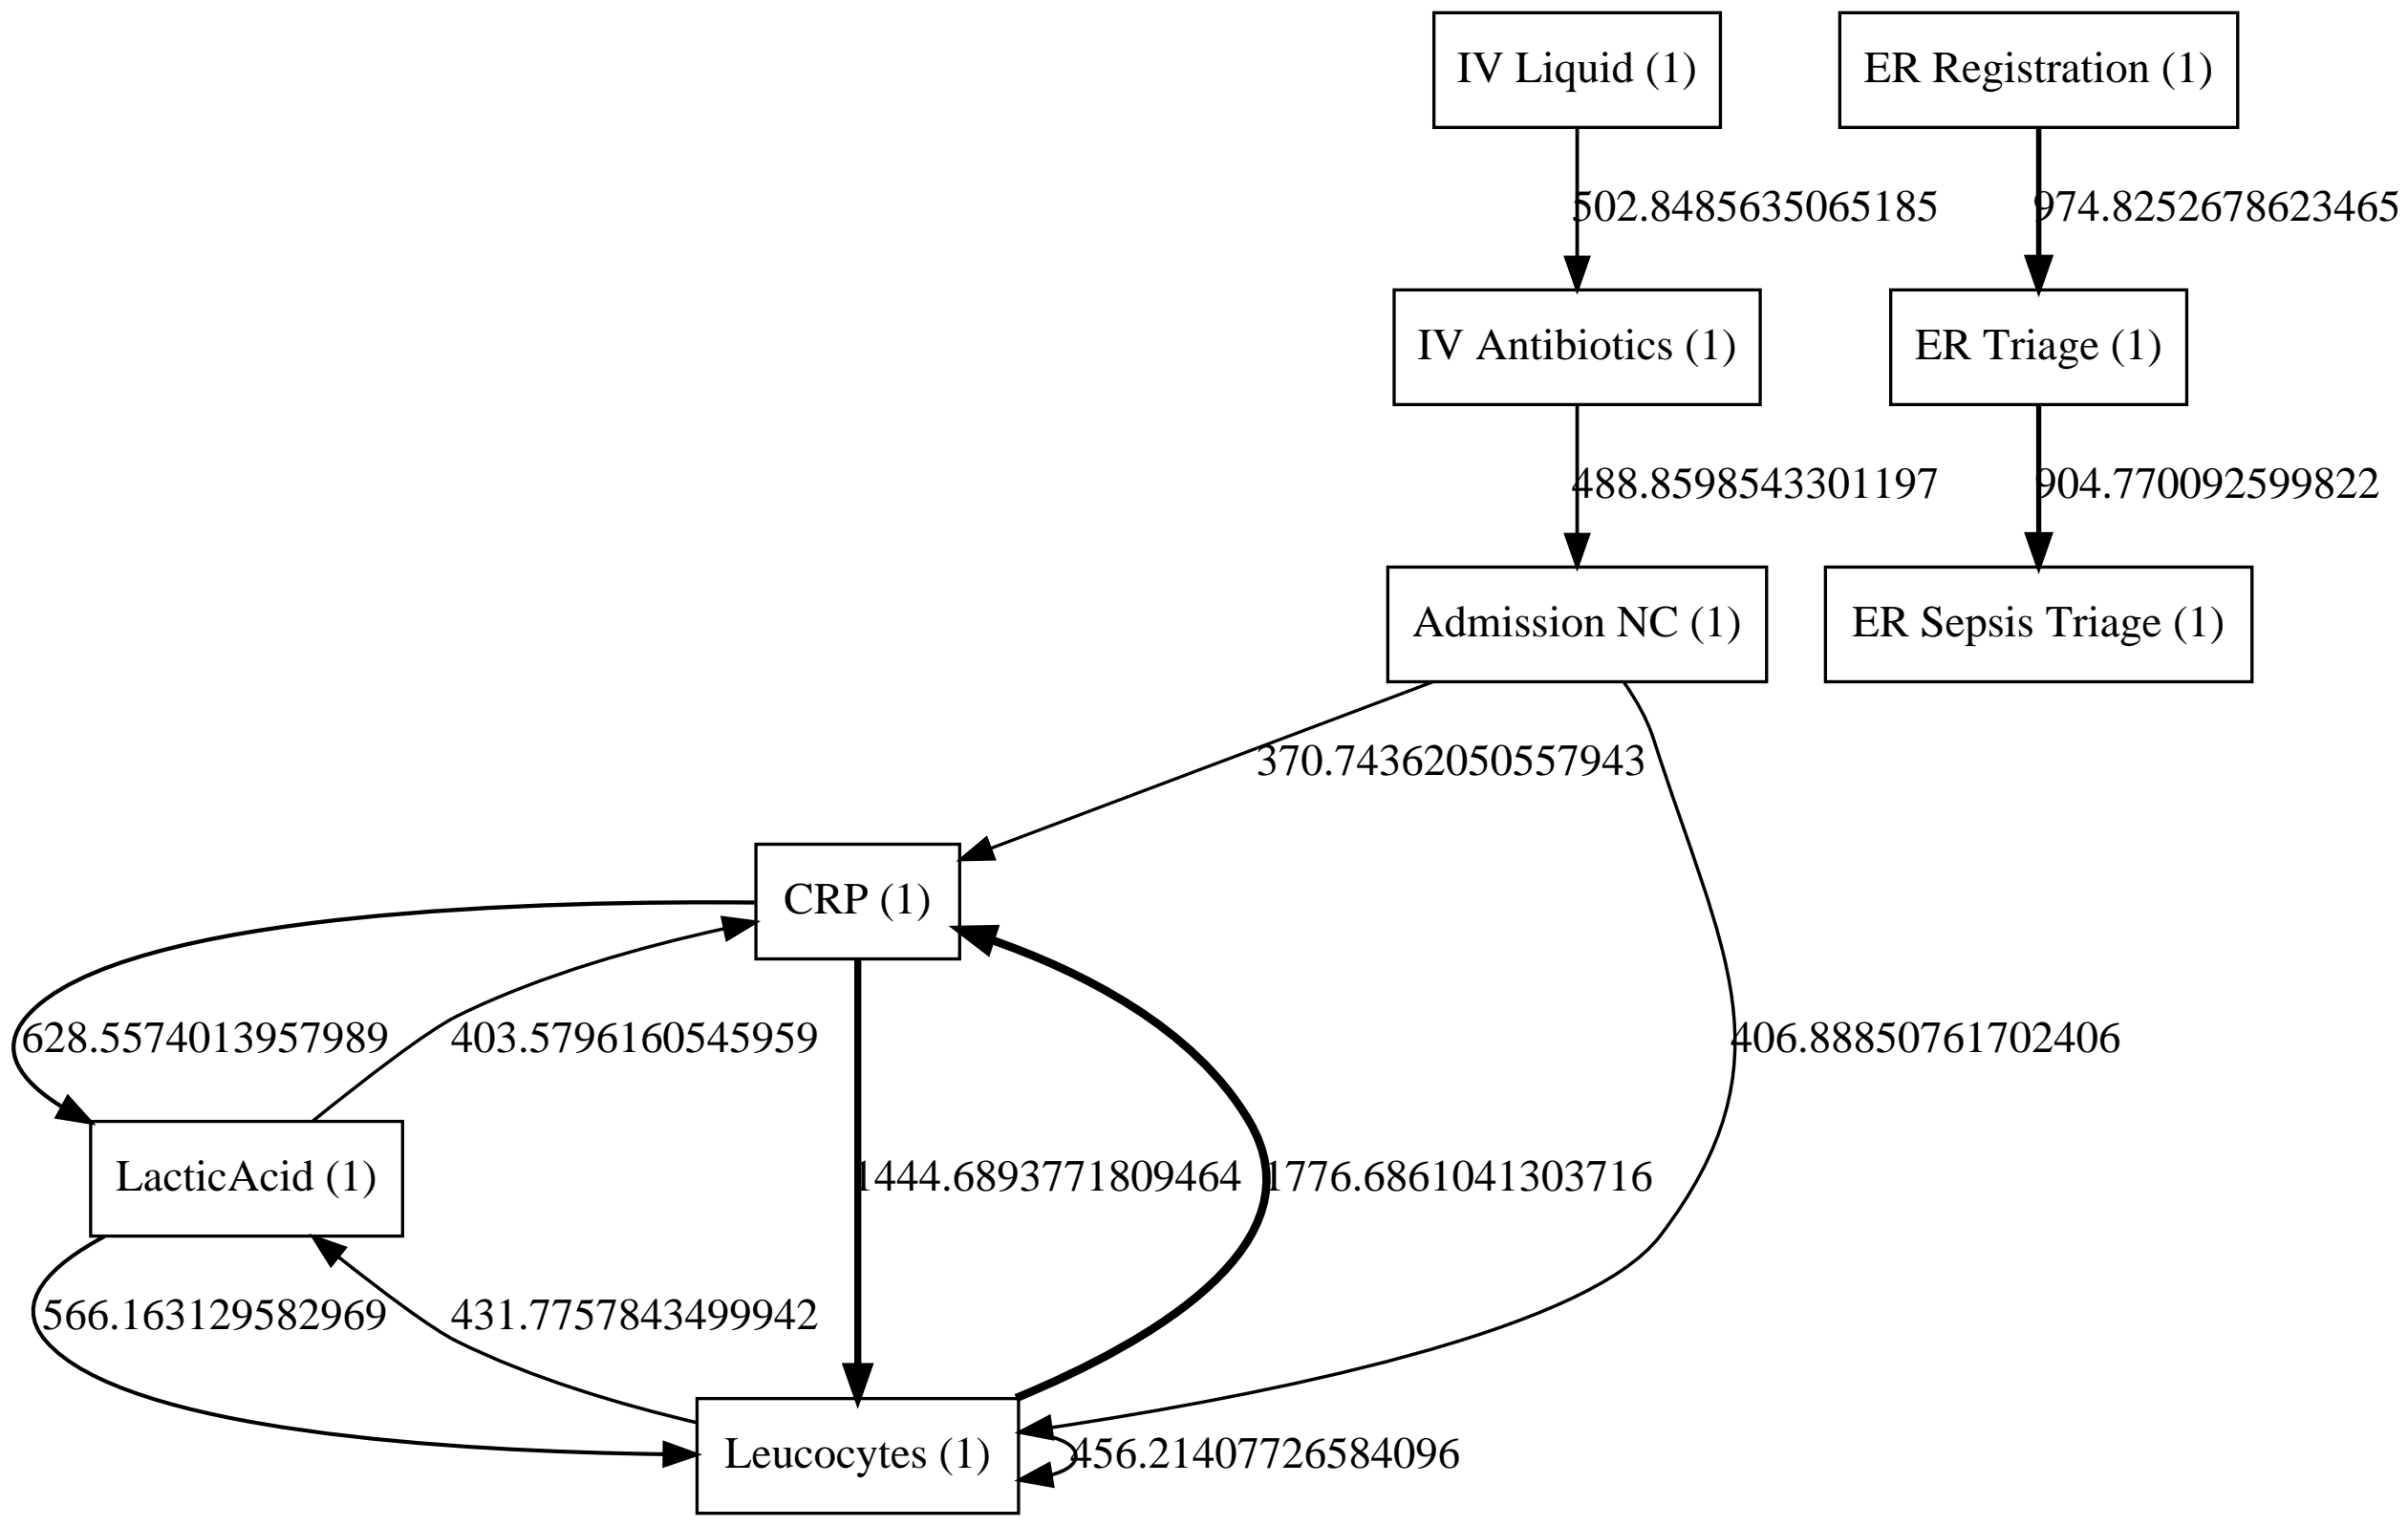 IV Liquid (1)
ER Registration (1)
502.8485635065185
974.8252678623465
IV Antibiotics (1)
ER Triage (1)
488.8598543301197
904.770092599822
Admission NC (1)
ER Sepsis Triage (1)
370.74362050557943
CRP (1)
628.5574013957989
403.5796160545959
406.88850761702406
LacticAcid (1)
1444.6893771809464
1776.6861041303716
566.163129582969
431.7757843499942
Leucocytes (1)
456.21407726584096